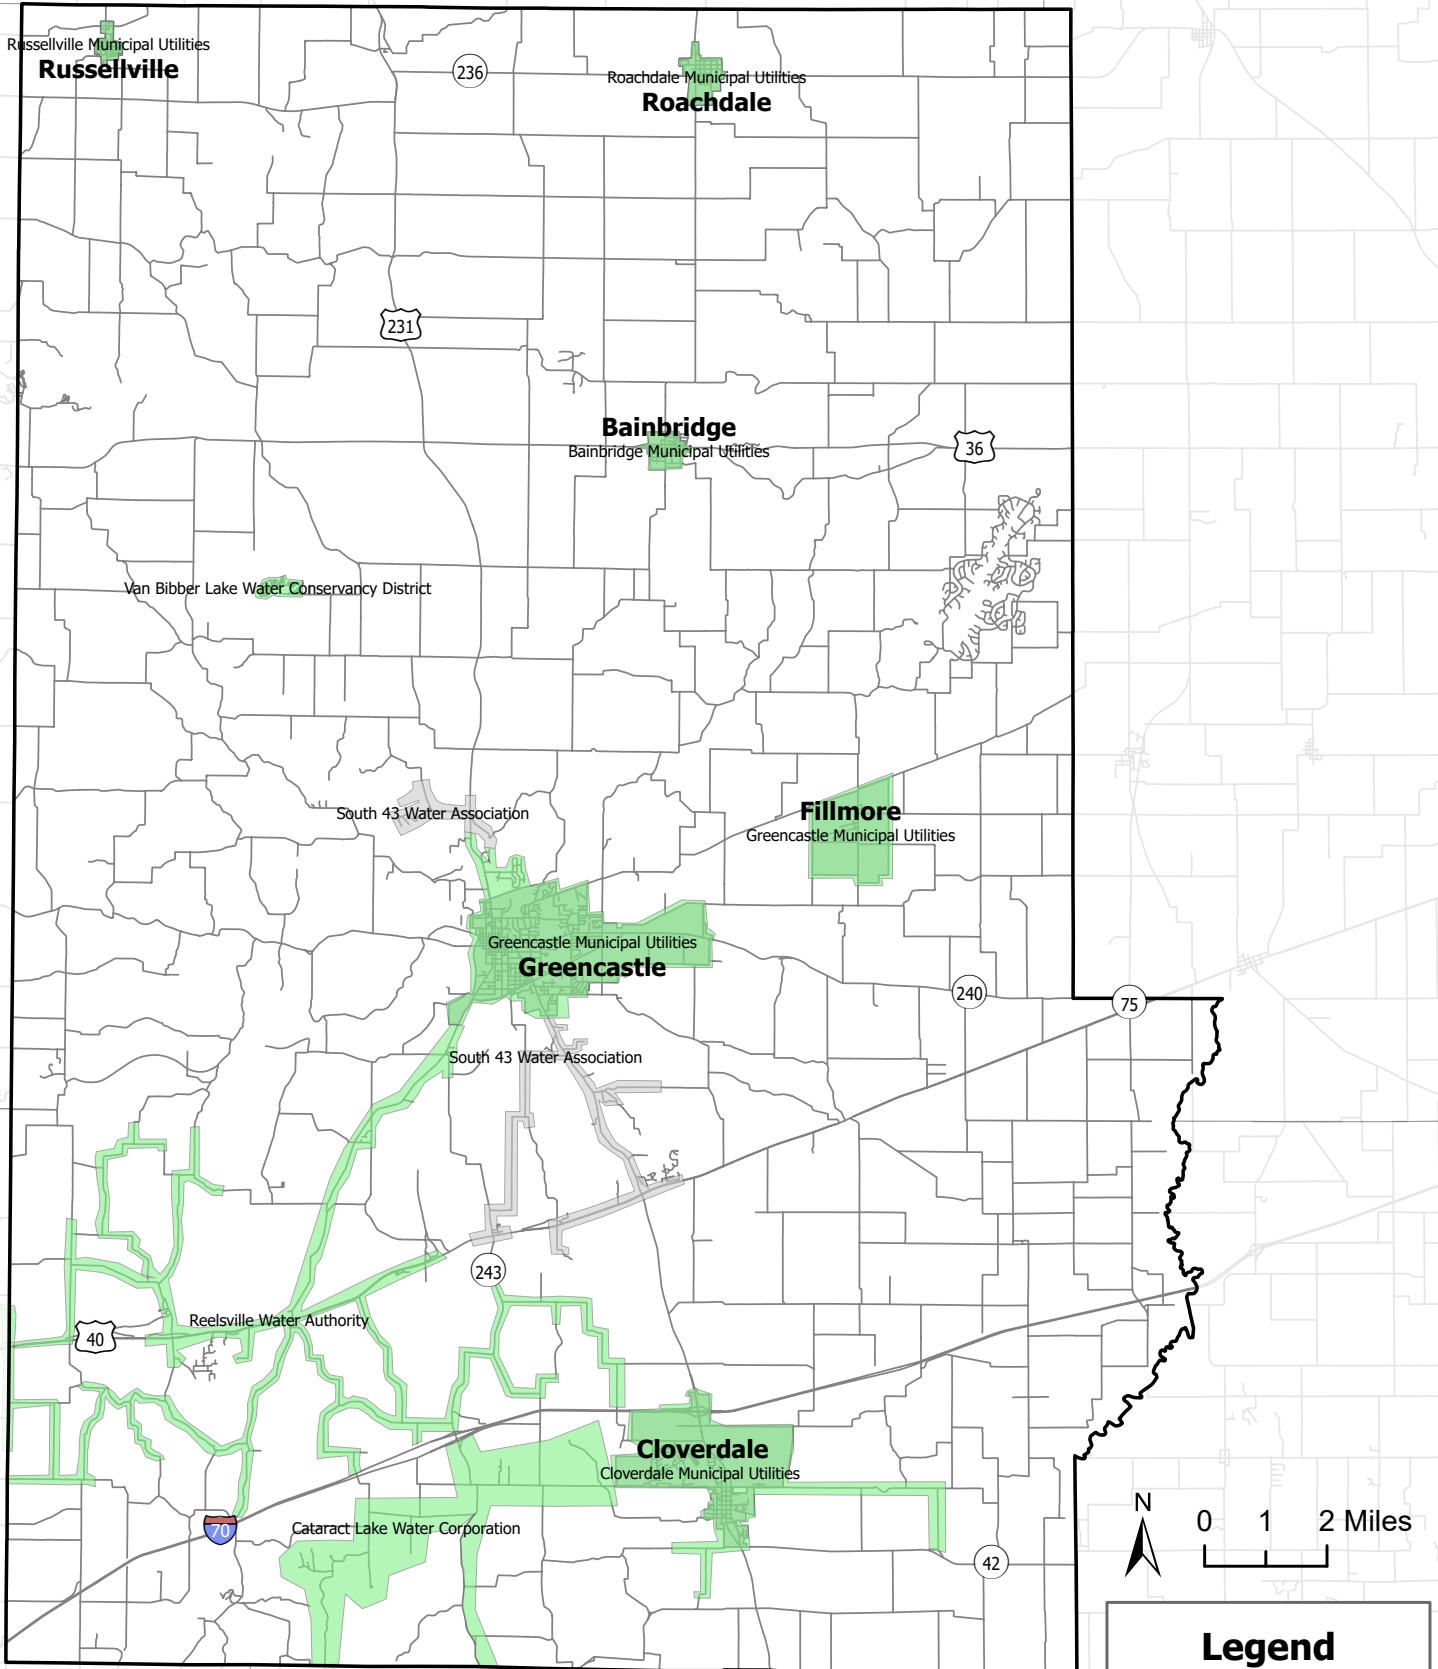 Russellville Municipal Utilities
Russellville
236
Roachdale Municipal Utilities
Roachdale
231
Bainbridge
Bainbridge Municipal Utilities
36
Van Bibber Lake Water Conservancy District
South 43 Water Association
Fillmore
Greencastle Municipal Utilities
Greencastle Municipal Utilities
Greencastle
240
75
South 43 Water Association
243
Reelsville Water Authority
40
Cloverdale
Cloverdale Municipal Utilities
70
Cataract Lake Water Corporation
42
N
0 1 2 Miles
Legend